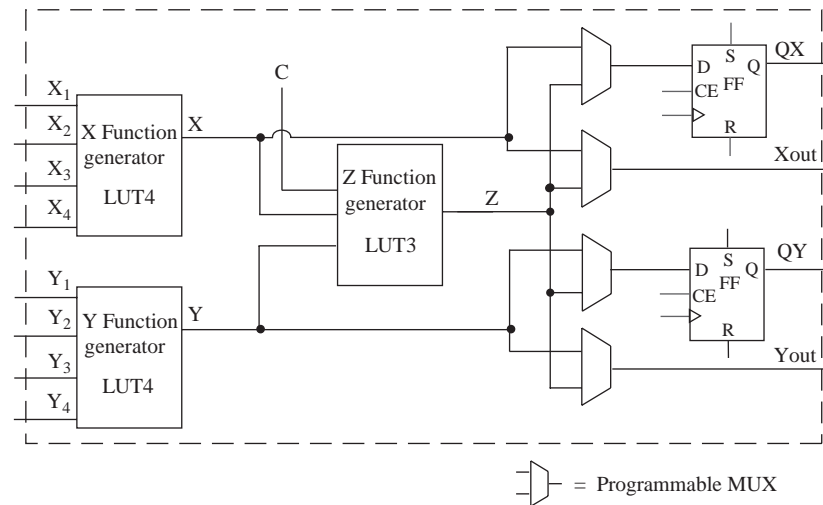 X1
X2
X3
X4
X Function
generator
LUT4
X
C
Z Function
generator
LUT3
Z
Y1
Y2
Y3
Y4
Y Function
generator
LUT4
Y
S
D Q
FF
CE
R
QX
Xout
S
D Q
FF
CE
R
QY
Yout
= Programmable MUX